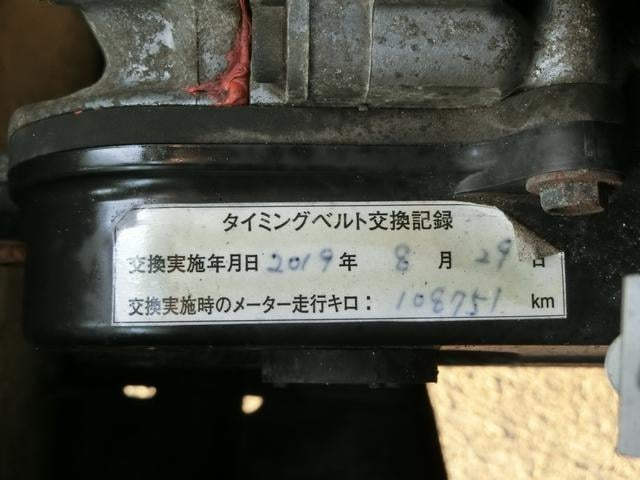 タイミングベルト交換記録
交換実施年月日 2019 年 8 月 29 日
交換実施時のメーター走行キロ： 108751 km